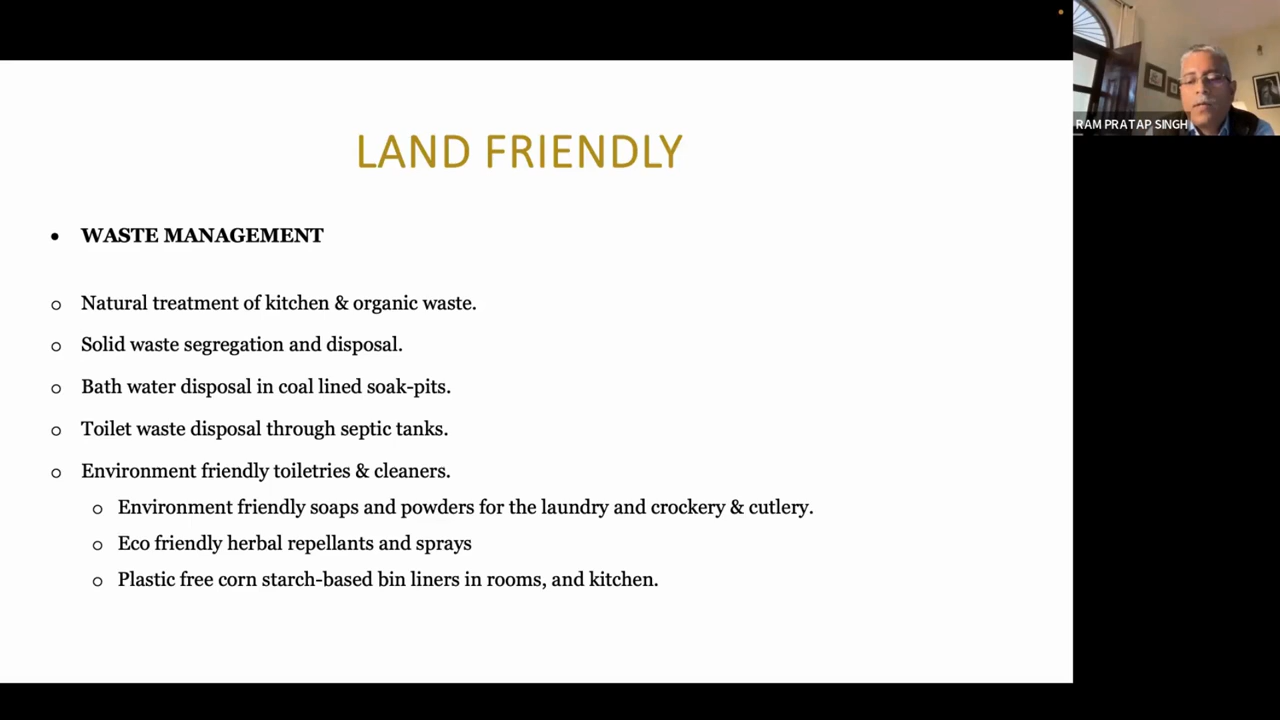 LAND FRIENDLY
RAM PRATAP SINGH
• WASTE MANAGEMENT
o Natural treatment of kitchen & organic waste.
o Solid waste segregation and disposal.
o Bath water disposal in coal lined soak-pits.
o Toilet waste disposal through septic tanks.
o Environment friendly toiletries & cleaners.
o Environment friendly soaps and powders for the laundry and crockery & cutlery.
o Eco friendly herbal repellants and sprays
o Plastic free corn starch-based bin liners in rooms, and kitchen.